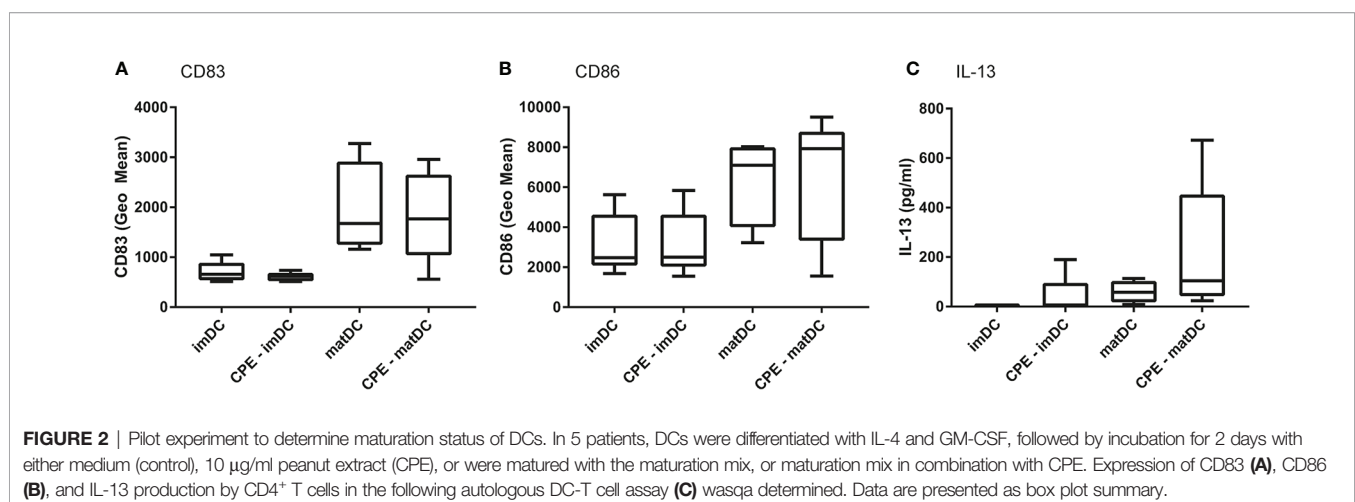 A CD83
B CD86
C IL-13
CD83 (Geo Mean)
4000
3000
2000
1000
0
imDC
CPE - imDC
matDC
CPE - matDC
CD86 (Geo Mean)
10000
8000
6000
4000
2000
0
imDC
CPE - imDC
matDC
CPE - matDC
IL-13 (pg/ml)
800
600
400
200
0
imDC
CPE - imDC
matDC
CPE - matDC
FIGURE 2 | Pilot experiment to determine maturation status of DCs. In 5 patients, DCs were differentiated with IL-4 and GM-CSF, followed by incubation for 2 days with
either medium (control), 10 µg/ml peanut extract (CPE), or were matured with the maturation mix, or maturation mix in combination with CPE. Expression of CD83 (A), CD86
(B), and IL-13 production by CD4⁺ T cells in the following autologous DC-T cell assay (C) wasqa determined. Data are presented as box plot summary.